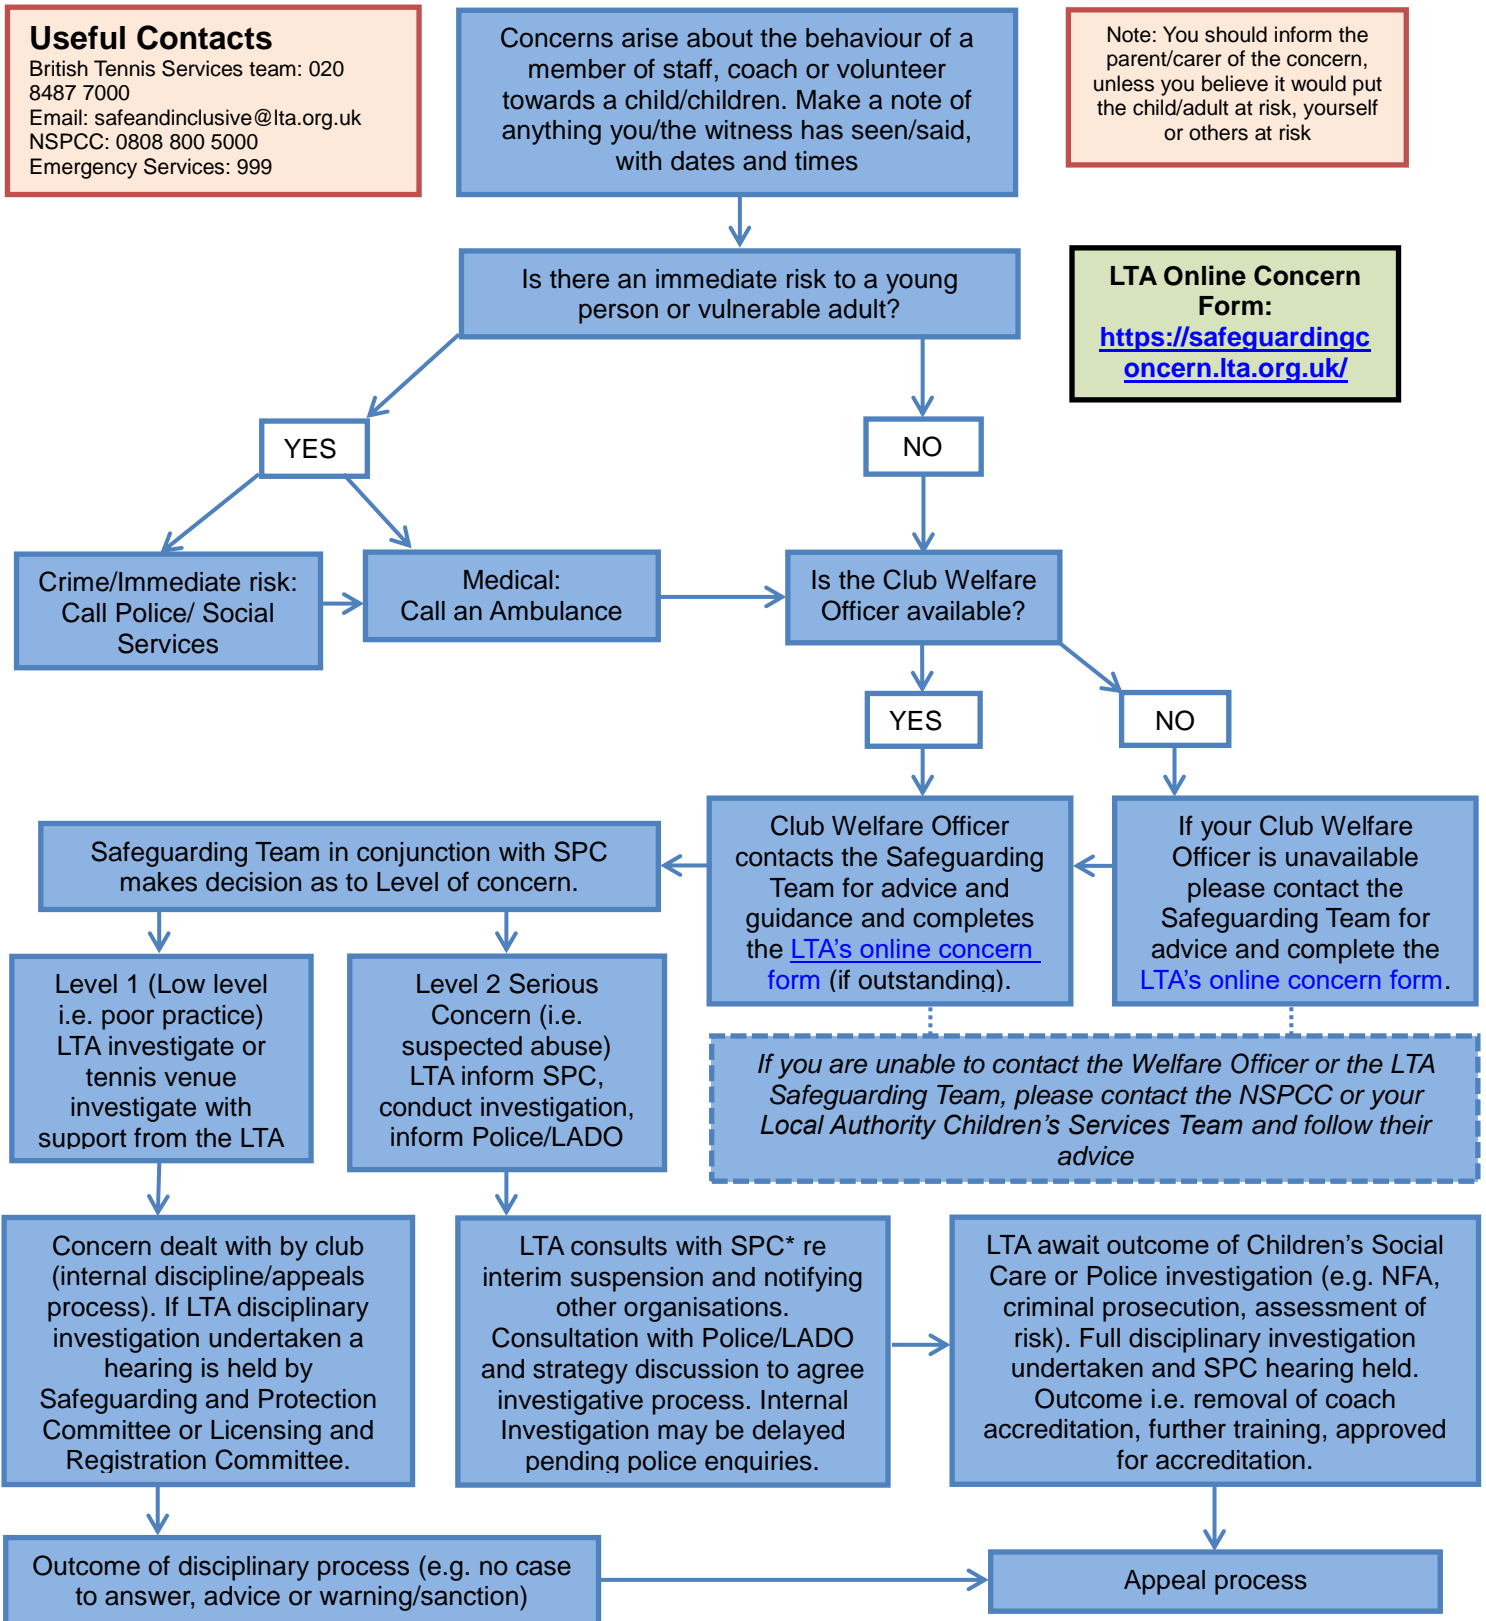 Useful Contacts
British Tennis Services team: 020
8487 7000
Email: safeandinclusive@lta.org.uk
NSPCC: 0808 800 5000
Emergency Services: 999
Concerns arise about the behaviour of a
member of staff, coach or volunteer
towards a child/children. Make a note of
anything you/the witness has seen/said,
with dates and times
Note: You should inform the
parent/carer of the concern,
unless you believe it would put
the child/adult at risk, yourself
or others at risk
Is there an immediate risk to a young
person or vulnerable adult?
LTA Online Concern
Form:
https://safeguardingc
oncern.lta.org.uk/
YES
NO
Crime/Immediate risk:
Call Police/ Social
Services
Medical:
Call an Ambulance
Is the Club Welfare
Officer available?
YES
NO
Safeguarding Team in conjunction with SPC
makes decision as to Level of concern.
Club Welfare Officer
contacts the Safeguarding
Team for advice and
guidance and completes
the LTA's online concern
form (if outstanding).
If your Club Welfare
Officer is unavailable
please contact the
Safeguarding Team for
advice and complete the
LTA's online concern form.
Level 1 (Low level
i.e. poor practice)
LTA investigate or
tennis venue
investigate with
support from the LTA
Level 2 Serious
Concern (i.e.
suspected abuse)
LTA inform SPC,
conduct investigation,
inform Police/LADO
If you are unable to contact the Welfare Officer or the LTA
Safeguarding Team, please contact the NSPCC or your
Local Authority Children's Services Team and follow their
advice
Concern dealt with by club
(internal discipline/appeals
process). If LTA disciplinary
investigation undertaken a
hearing is held by
Safeguarding and Protection
Committee or Licensing and
Registration Committee.
LTA consults with SPC* re
interim suspension and notifying
other organisations.
Consultation with Police/LADO
and strategy discussion to agree
investigative process. Internal
Investigation may be delayed
pending police enquiries.
LTA await outcome of Children's Social
Care or Police investigation (e.g. NFA,
criminal prosecution, assessment of
risk). Full disciplinary investigation
undertaken and SPC hearing held.
Outcome i.e. removal of coach
accreditation, further training, approved
for accreditation.
Outcome of disciplinary process (e.g. no case
to answer, advice or warning/sanction)
Appeal process